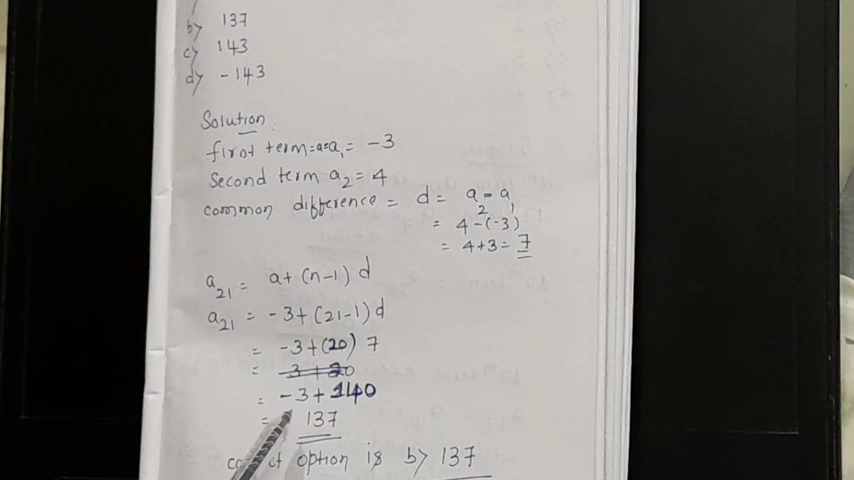 b> 137
c> 143
d> -143
Solution
first term=a=a₁ = -3
Second term a₂ = 4
common difference = d = a₂ - a₁
= 4-(-3)
= 4+3 = 7
a₂₁ = a+(n-1) d
a₂₁ = -3+(21-1)d
= -3+(20) 7
=
= -3+140
= 137
option is b> 137